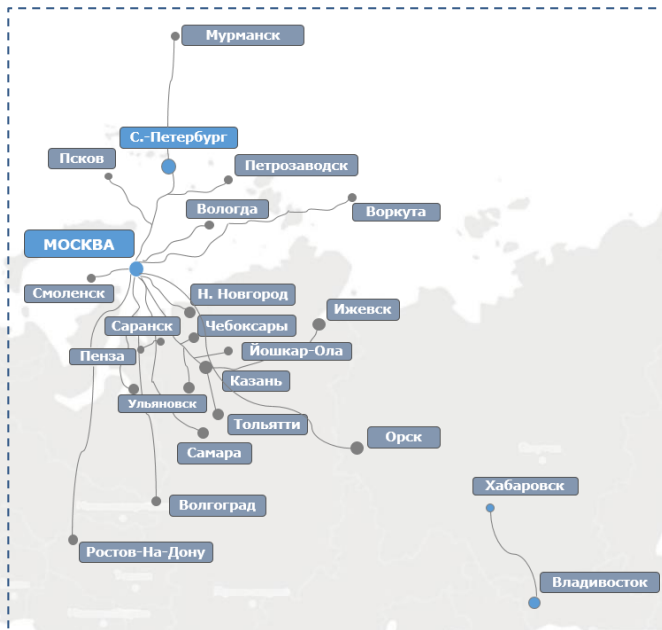 Мурманск
С.-Петербург
Псков
Петрозаводск
Вологда
Воркута
МОСКВА
Смоленск
Н. Новгород
Ижевск
Саранск
Чебоксары
Пенза
Йошкар-Ола
Казань
Ульяновск
Тольятти
Орск
Самара
Хабаровск
Волгоград
Ростов-На-Дону
Владивосток